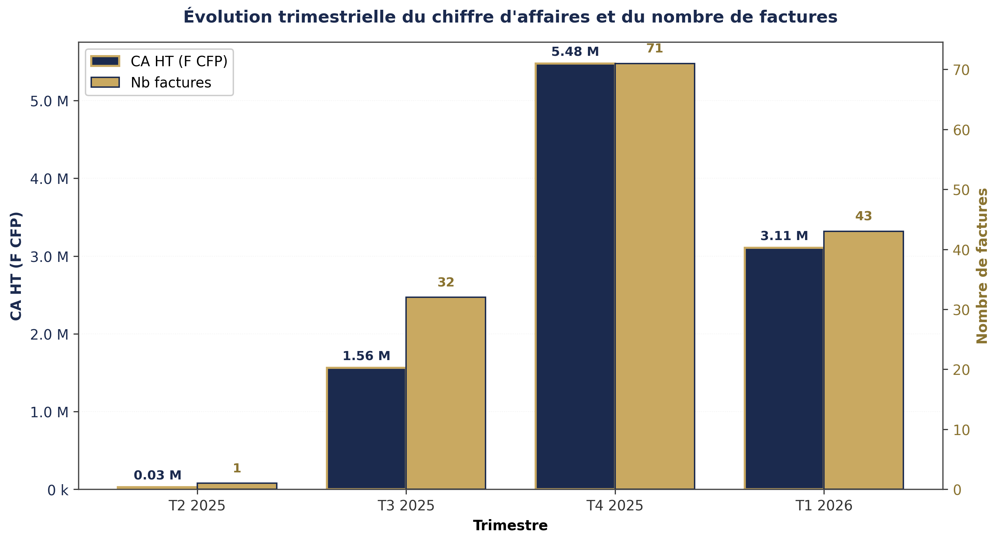 Évolution trimestrielle du chiffre d'affaires et du nombre de factures
CA HT (F CFP)
Nb factures
5.48 M
71
5.0 M
4.0 M
3.0 M
2.0 M
1.0 M
0 k
CA HT (F CFP)
0.03 M
1
1.56 M
32
3.11 M
43
70
60
50
40
30
20
10
0
Nombre de factures
T2 2025
T3 2025
T4 2025
T1 2026
Trimestre